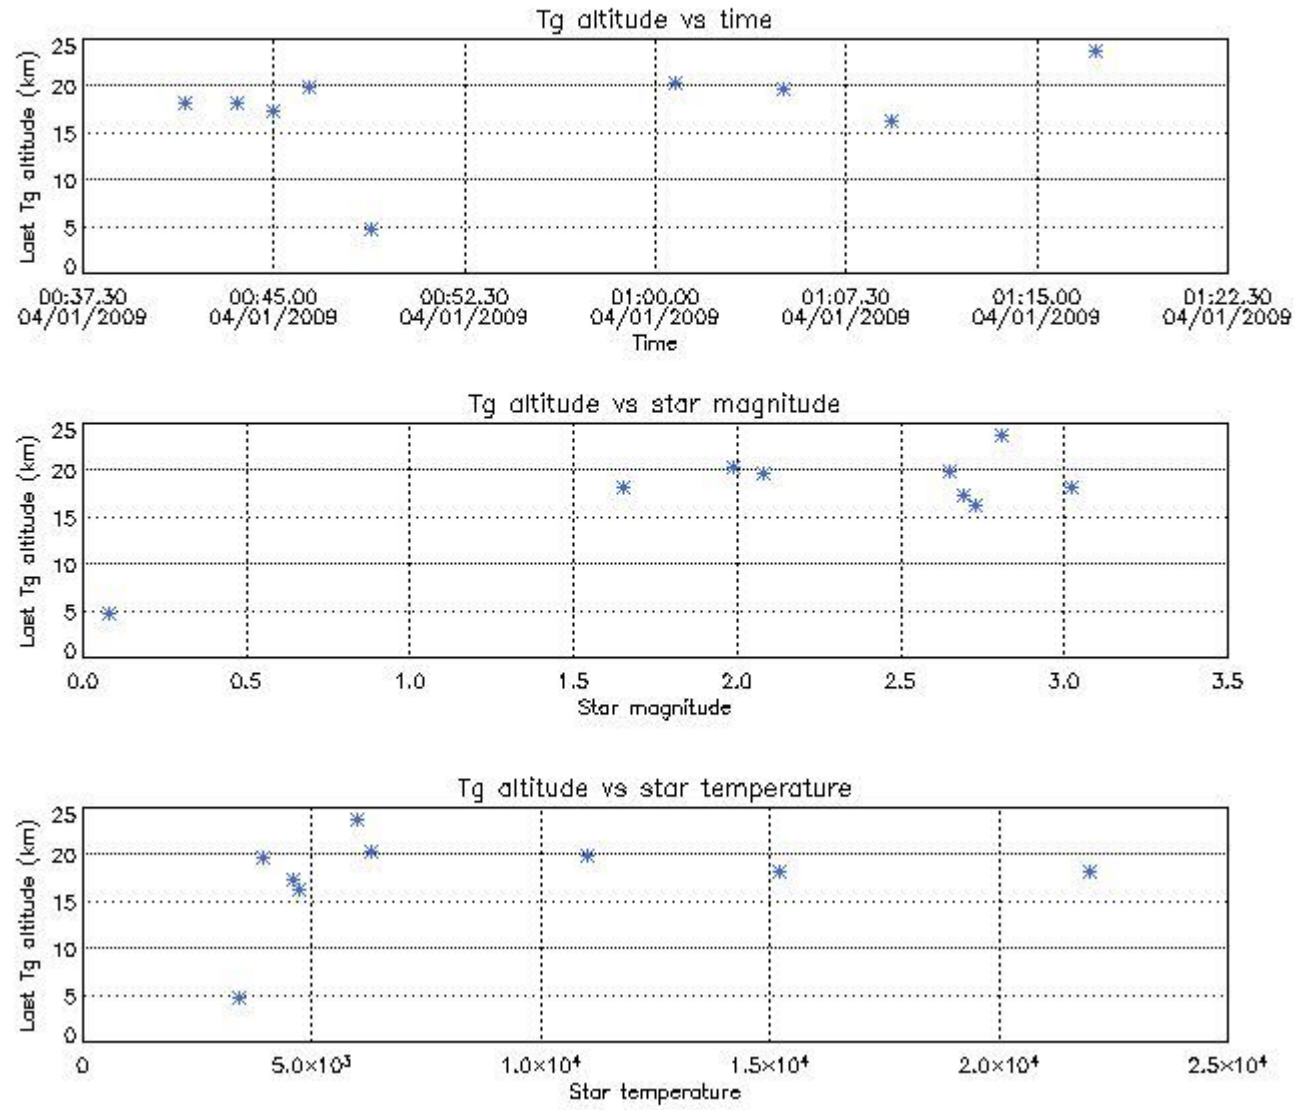 Tg altitude vs time
Last Tg altitude (km)
25
20
15
10
5
0
00:37.30 00:45.00 00:52.30 01:00.00 01:07.30 01:15.00 01:22.30
04/01/2009 04/01/2009 04/01/2009 04/01/2009 04/01/2009 04/01/2009 04/01/2009
Time
Tg altitude vs star magnitude
Last Tg altitude (km)
25
20
15
10
5
0
0.0 0.5 1.0 1.5 2.0 2.5 3.0 3.5
Star magnitude
Tg altitude vs star temperature
Last Tg altitude (km)
25
20
15
10
5
0
0 5.0×10³ 1.0×10⁴ 1.5×10⁴ 2.0×10⁴ 2.5×10⁴
Star temperature